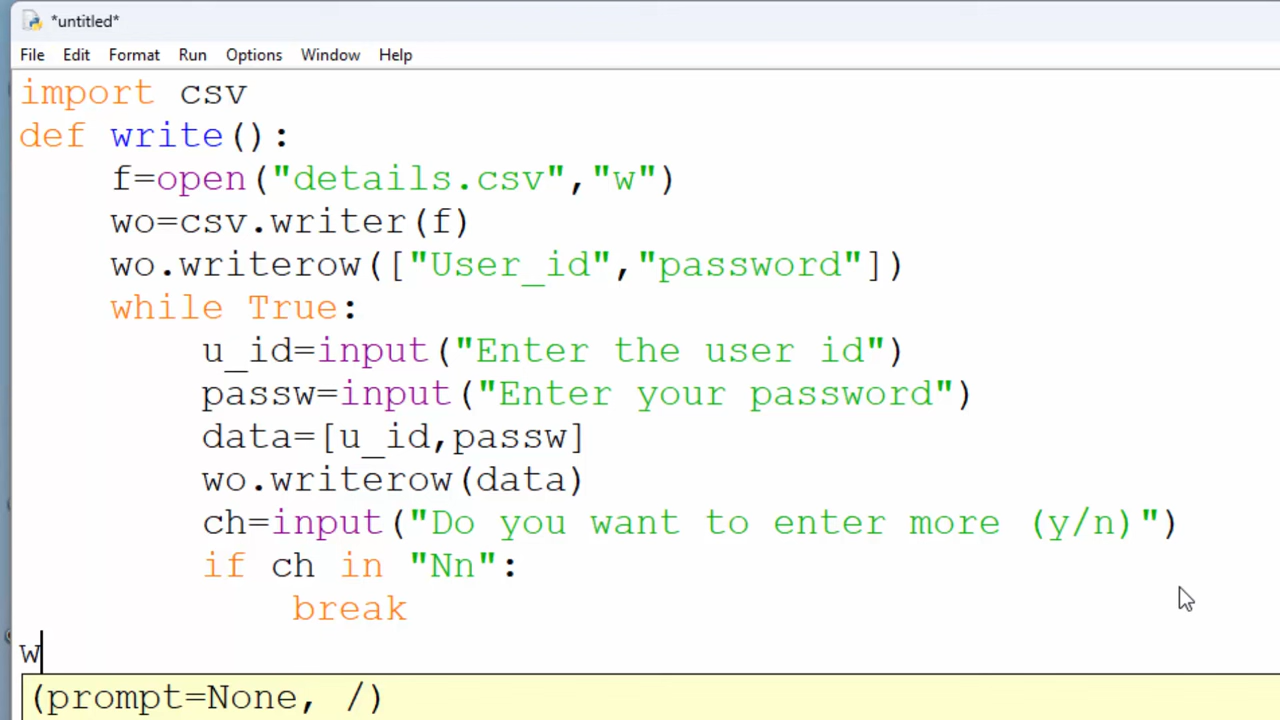 *untitled*
File Edit Format Run Options Window Help
import csv
def write():
    f=open("details.csv","w")
    wo=csv.writer(f)
    wo.writerow(["User_id","password"])
    while True:
        u_id=input("Enter the user id")
        passw=input("Enter your password")
        data=[u_id,passw]
        wo.writerow(data)
        ch=input("Do you want to enter more (y/n)")
        if ch in "Nn":
            break
w
(prompt=None, /)